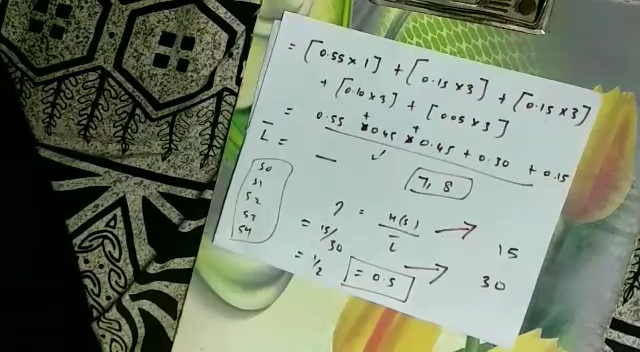 = [0.55 x 1] + [0.15 x 3] + [0.15 x 3]
+ [0.10 x 3] + [0.05 x 3]
= 0.55 + 0.45 + 0.45 + 0.30 + 0.15
L̅ = — ✓
7, 8
S0
S1
S2
S3
S4
η = H(S) / L̅ → 15
= 15/30 30
= 1/2 = 0.5 →